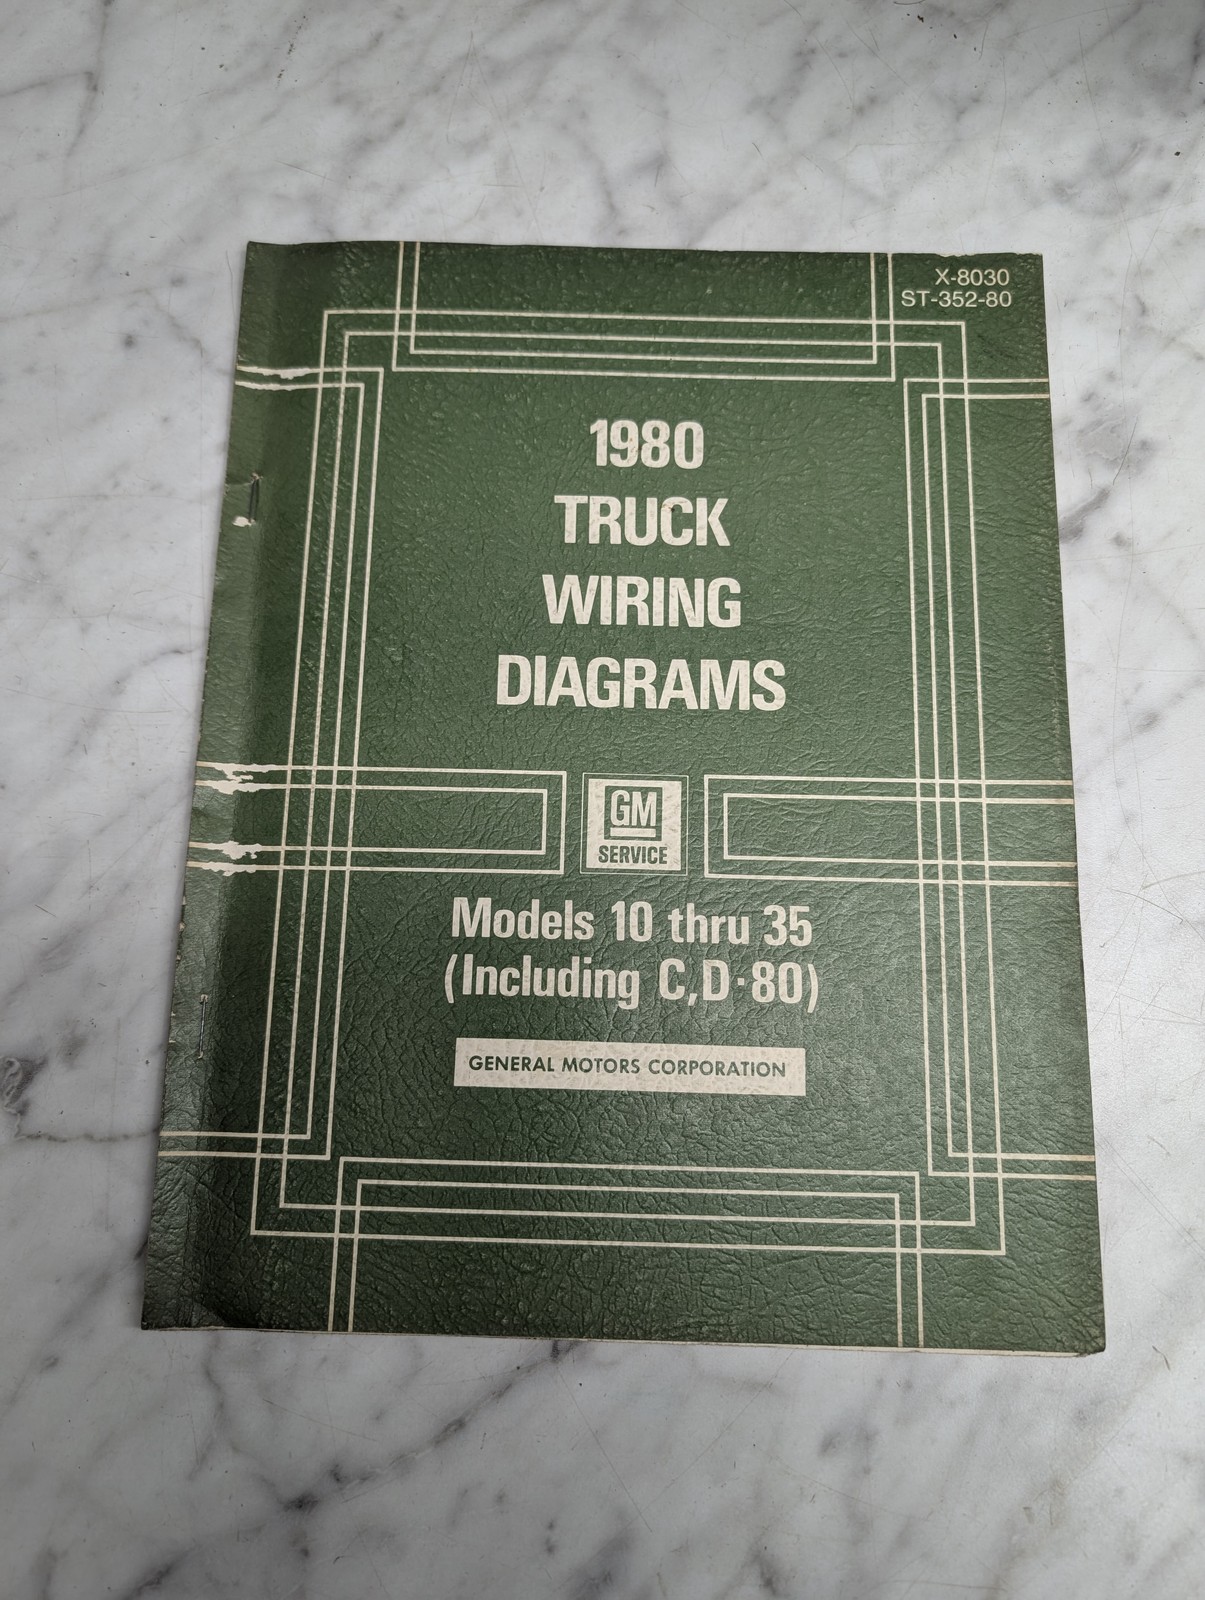 X-8030
ST-352-80
1980
TRUCK
WIRING
DIAGRAMS
GM
SERVICE
Models 10 thru 35
(Including C,D·80)
GENERAL MOTORS CORPORATION